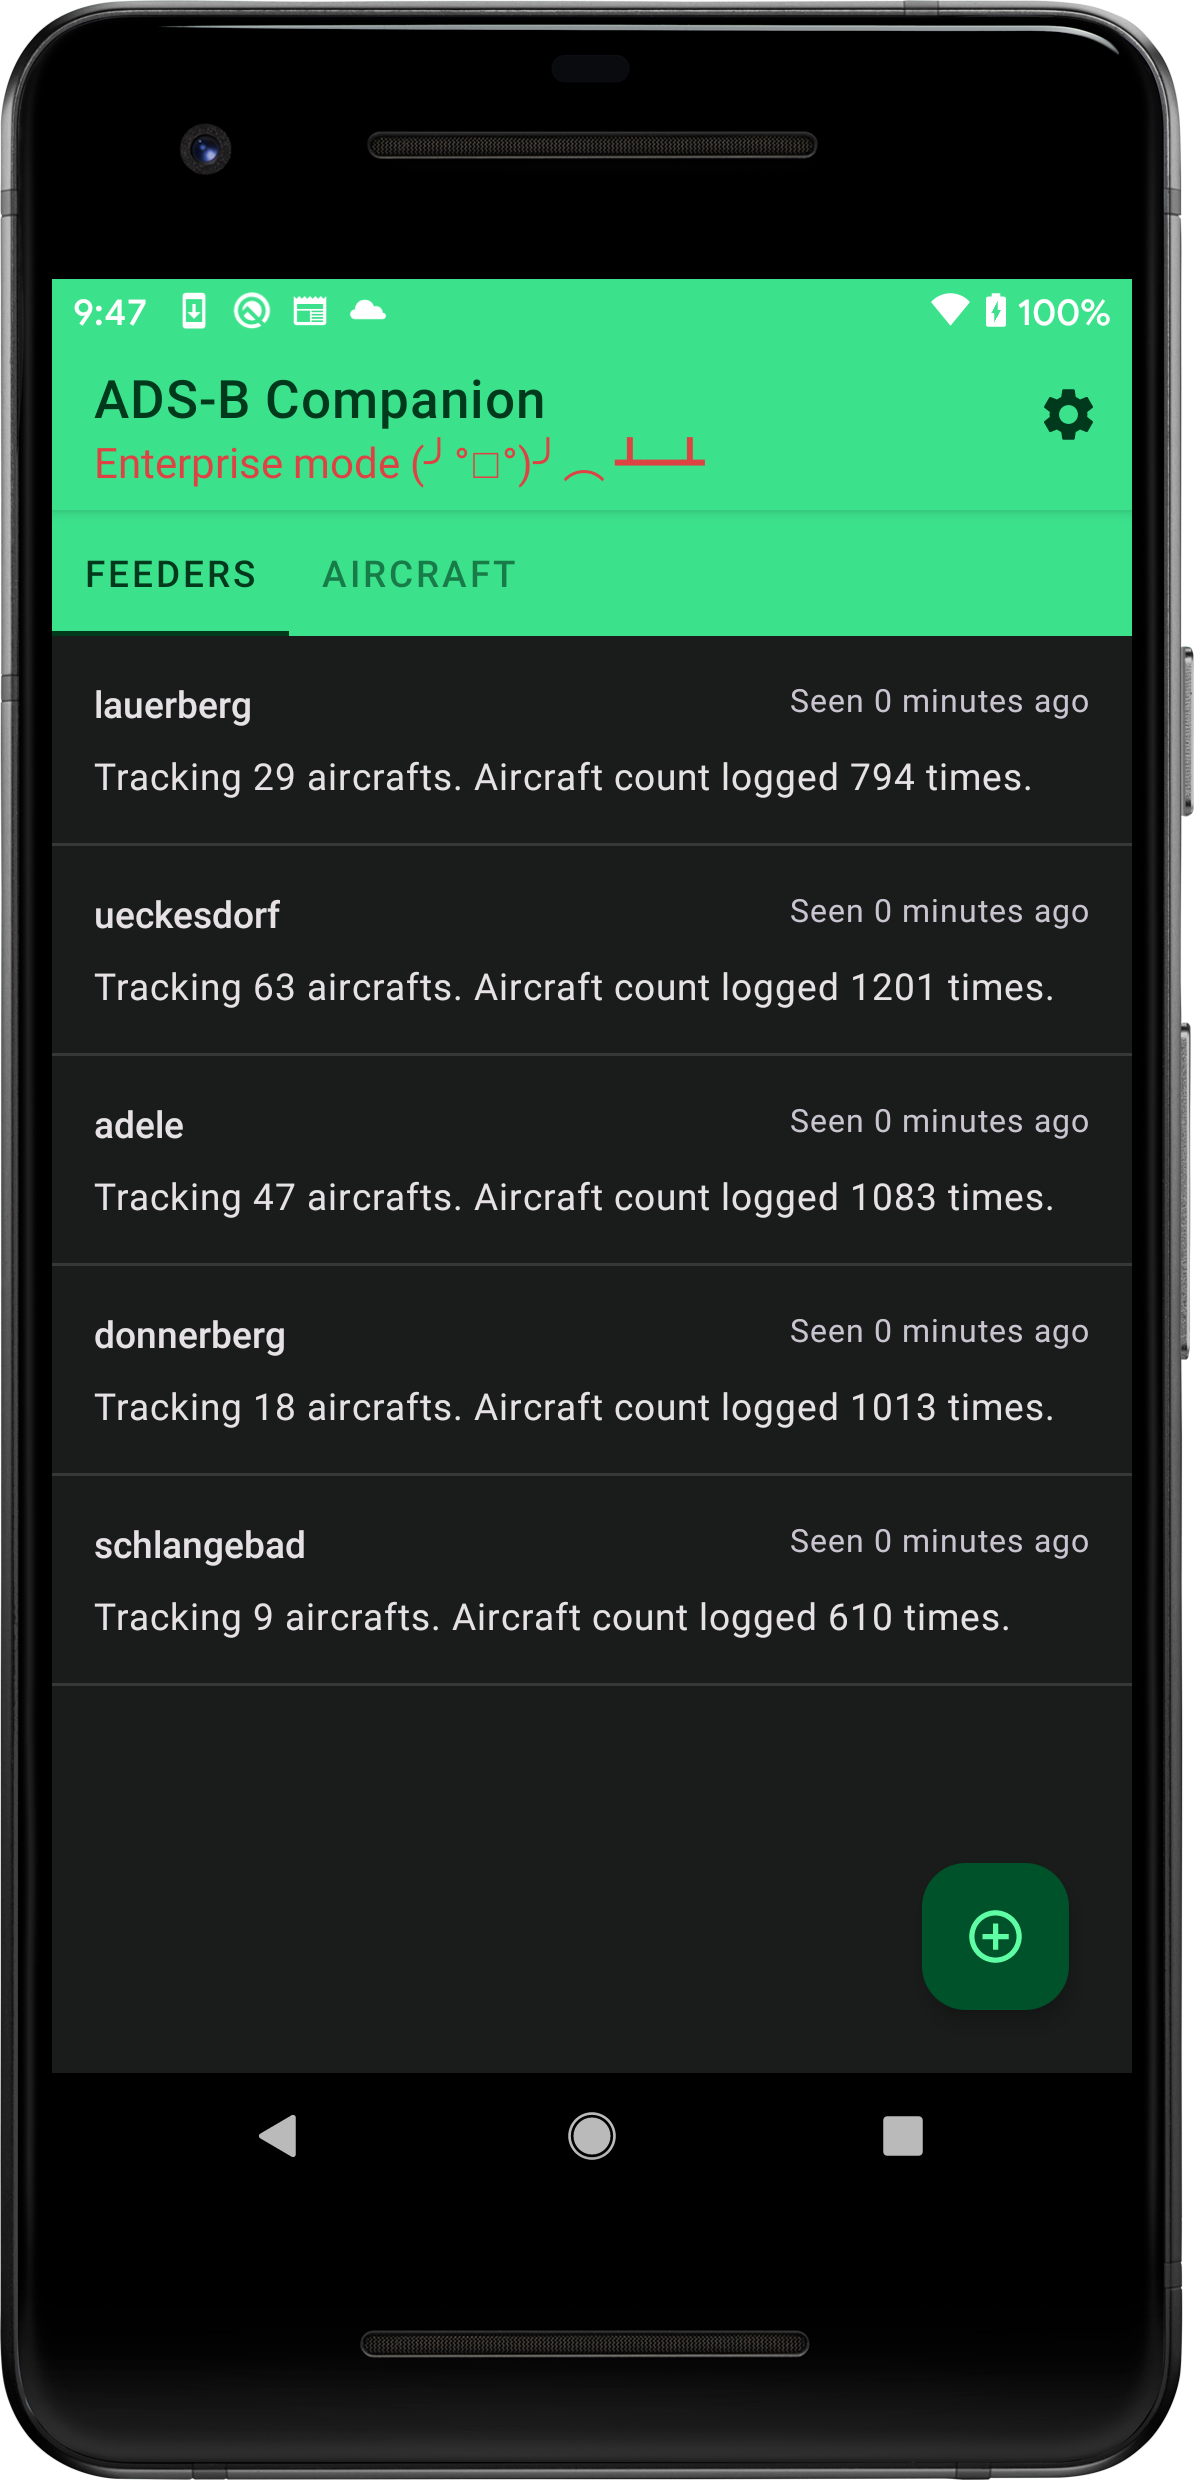 9:47 100%
ADS-B Companion
Enterprise mode (╯°□°)╯︵ ┻━┻
FEEDERS AIRCRAFT
lauerberg Seen 0 minutes ago
Tracking 29 aircrafts. Aircraft count logged 794 times.
ueckesdorf Seen 0 minutes ago
Tracking 63 aircrafts. Aircraft count logged 1201 times.
adele Seen 0 minutes ago
Tracking 47 aircrafts. Aircraft count logged 1083 times.
donnerberg Seen 0 minutes ago
Tracking 18 aircrafts. Aircraft count logged 1013 times.
schlangebad Seen 0 minutes ago
Tracking 9 aircrafts. Aircraft count logged 610 times.